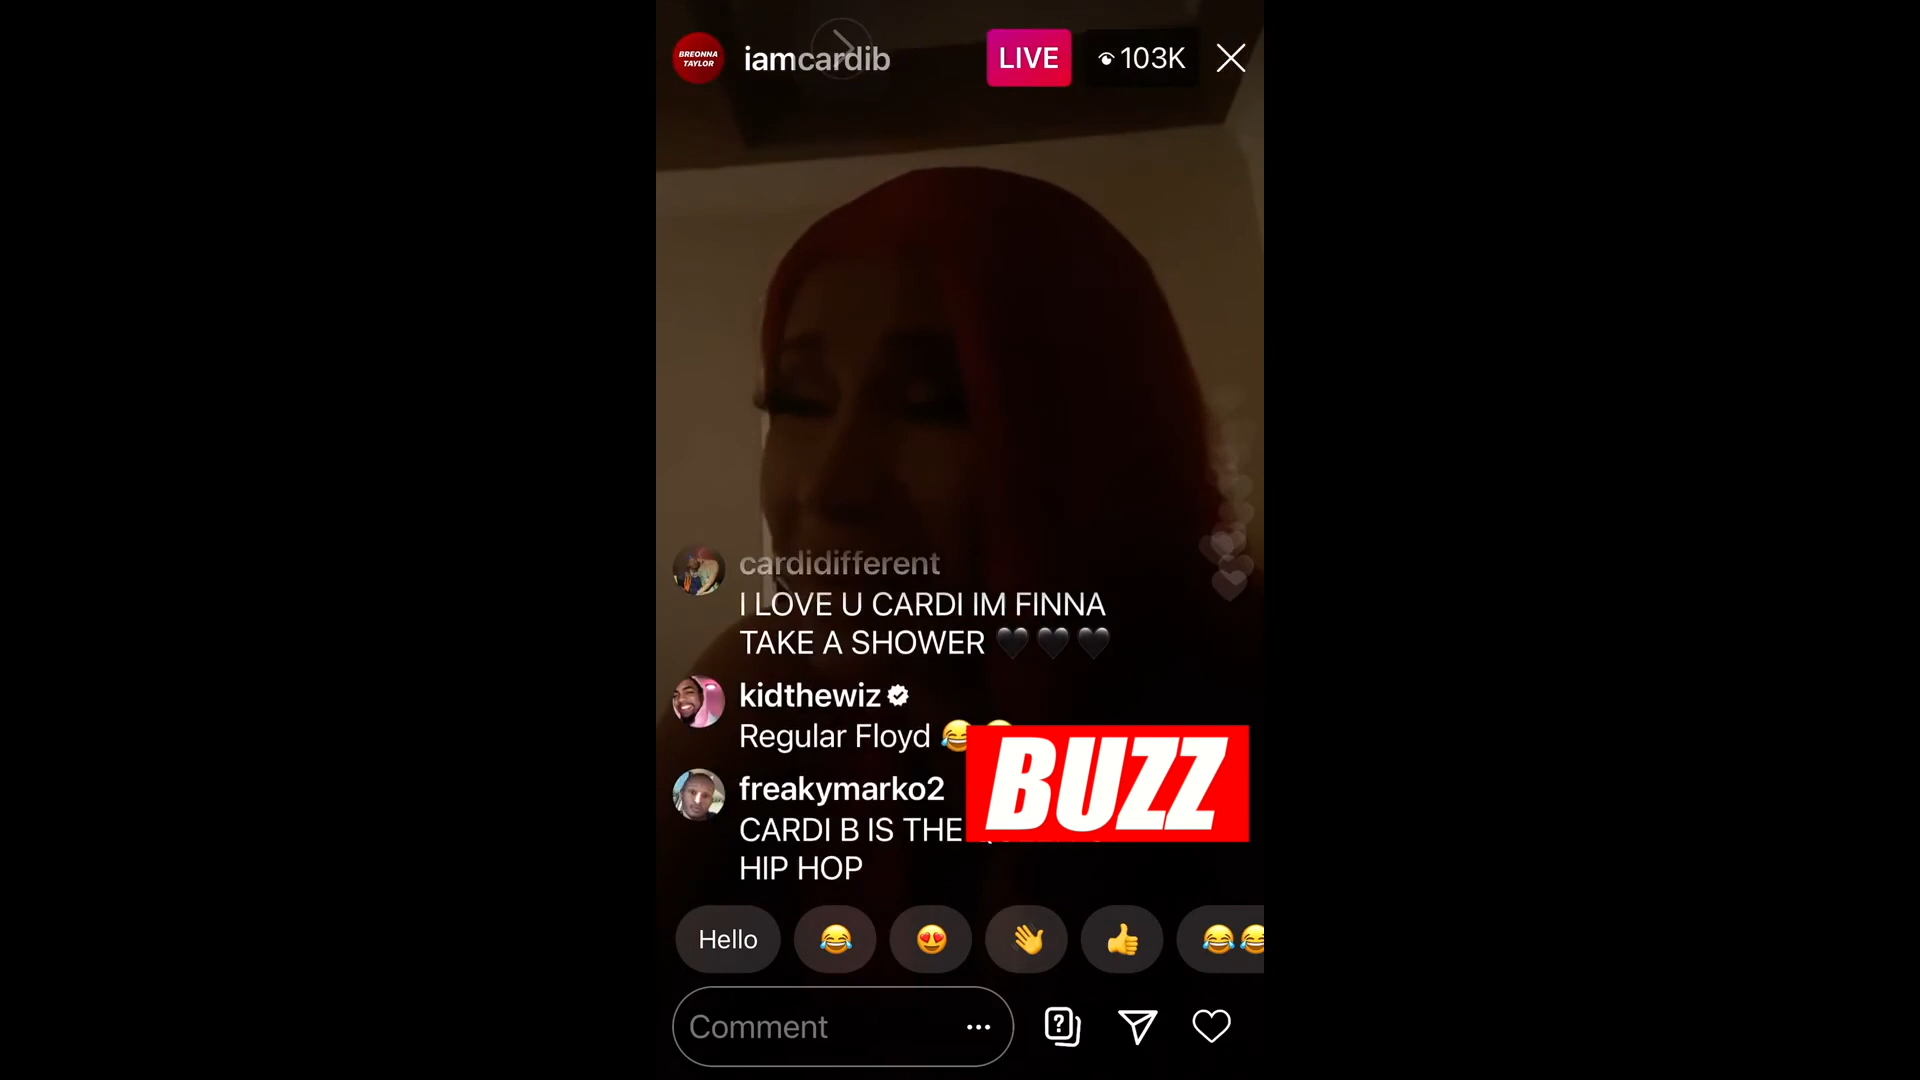 BREONNA
TAYLOR
iamcardib
LIVE
103K
cardidifferent
I LOVE U CARDI IM FINNA
TAKE A SHOWER 🖤 🖤 🖤
kidthewiz
Regular Floyd 😂
BUZZ
freakymarko2
CARDI B IS THE
HIP HOP
Hello
😂
😍
👋
👍
😂😂
Comment